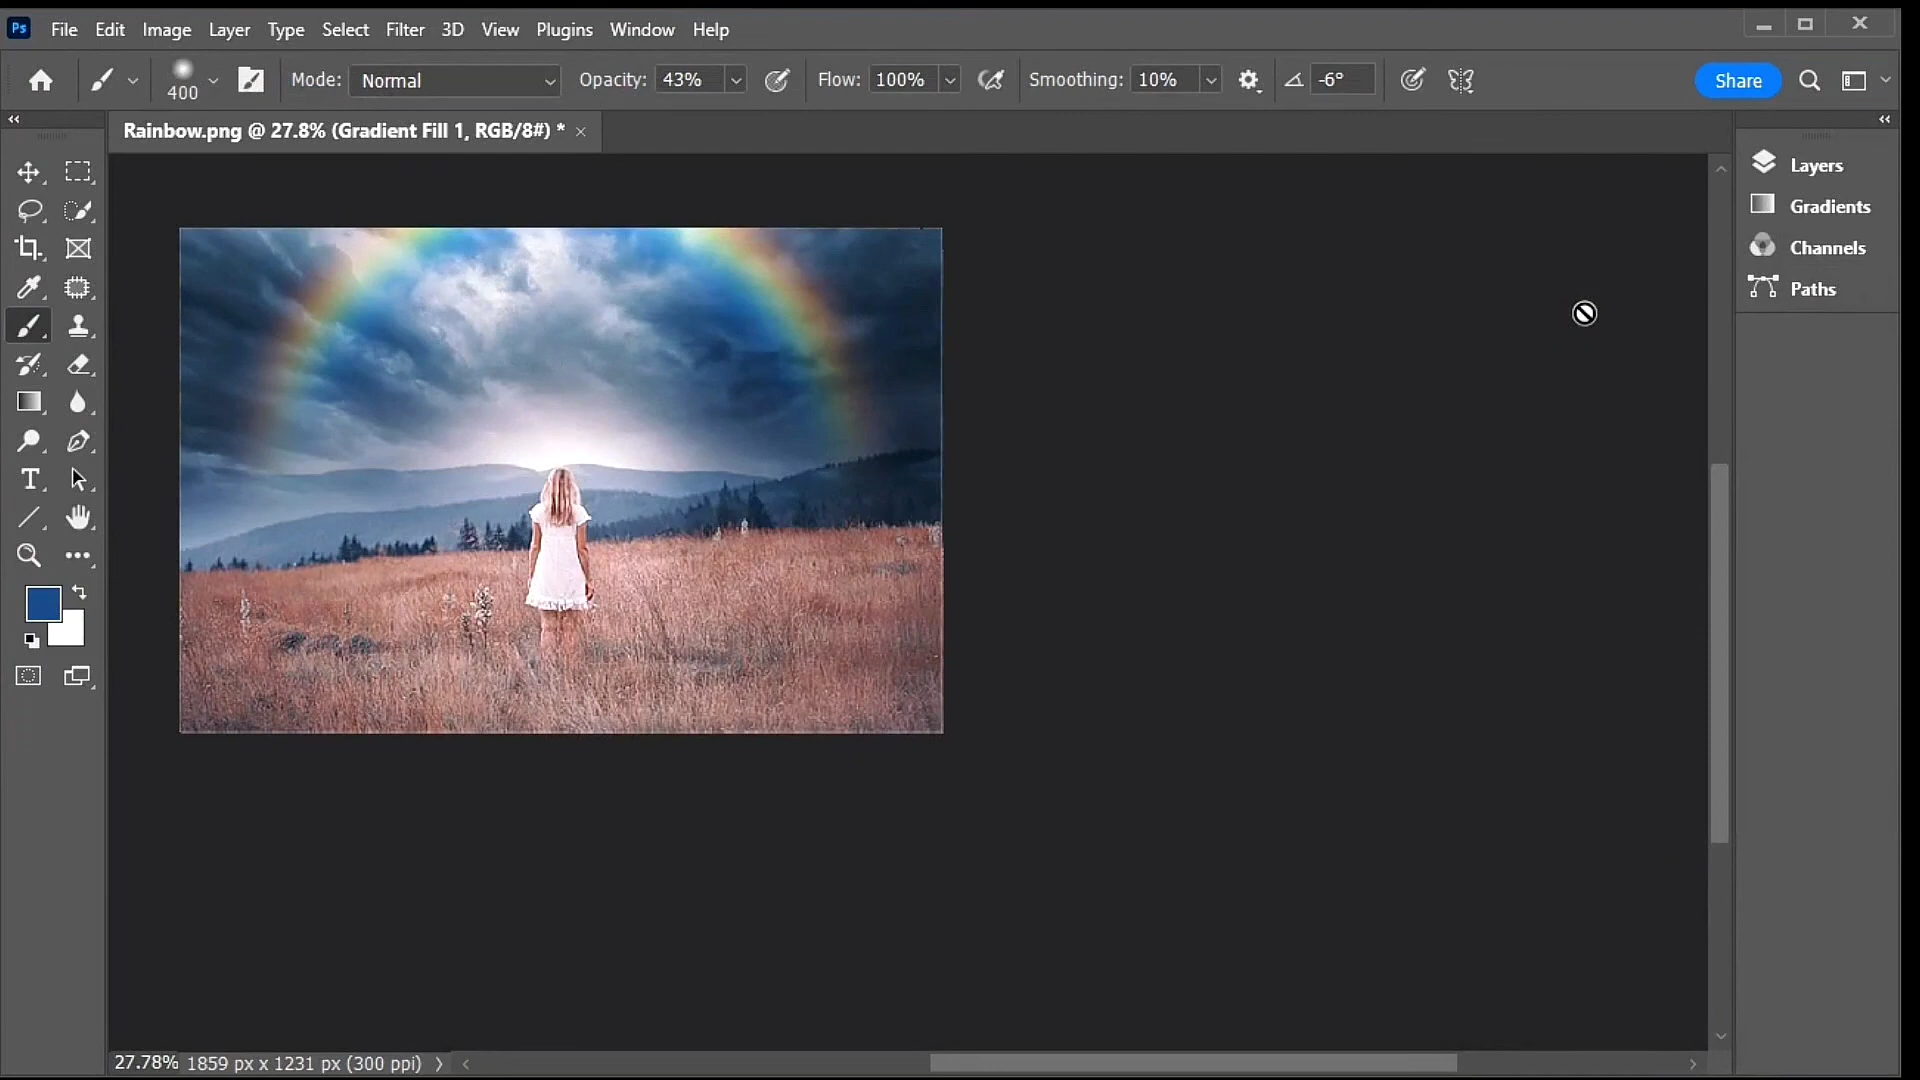 Ps File Edit Image Layer Type Select Filter 3D View Plugins Window Help
400 Mode: Normal Opacity: 43% Flow: 100% Smoothing: 10% -6° Share
Rainbow.png @ 27.8% (Gradient Fill 1, RGB/8#) * ×
Layers
Gradients
Channels
Paths
T
27.78% 1859 px x 1231 px (300 ppi)